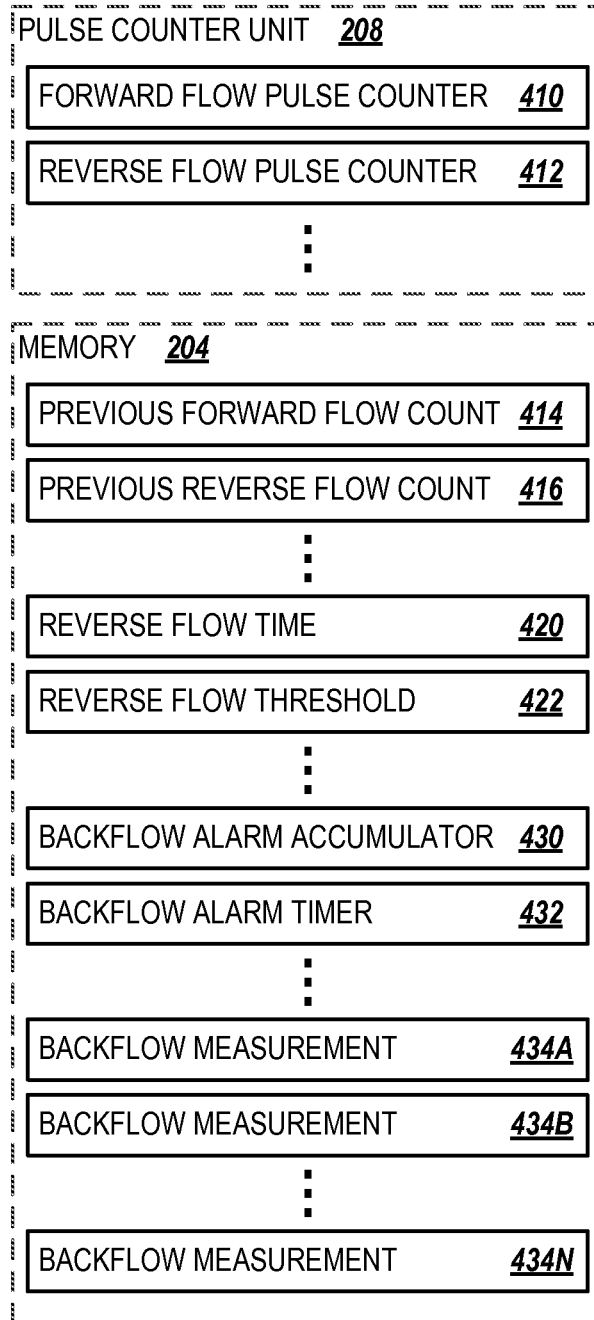 PULSE COUNTER UNIT 208
FORWARD FLOW PULSE COUNTER 410
REVERSE FLOW PULSE COUNTER 412
MEMORY 204
PREVIOUS FORWARD FLOW COUNT 414
PREVIOUS REVERSE FLOW COUNT 416
REVERSE FLOW TIME 420
REVERSE FLOW THRESHOLD 422
BACKFLOW ALARM ACCUMULATOR 430
BACKFLOW ALARM TIMER 432
BACKFLOW MEASUREMENT 434A
BACKFLOW MEASUREMENT 434B
BACKFLOW MEASUREMENT 434N